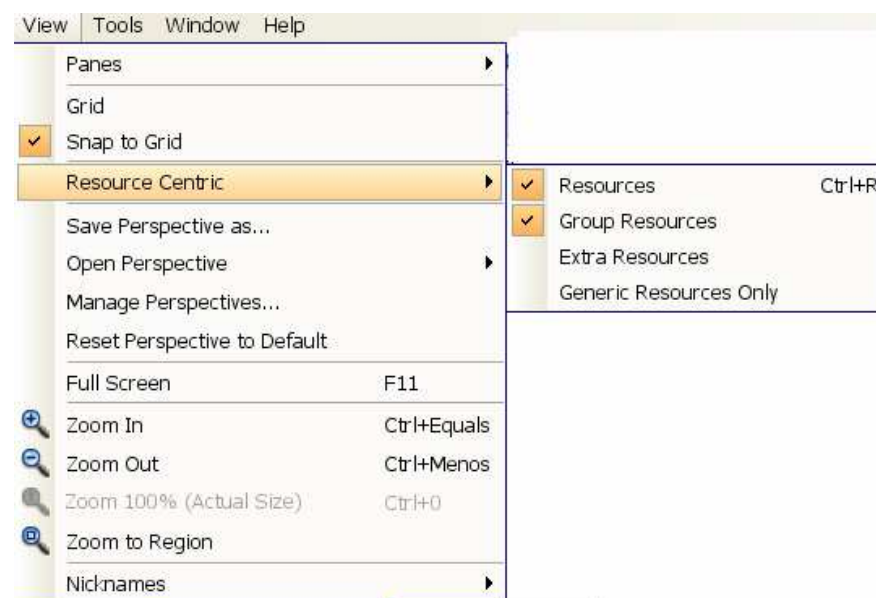 View Tools Window Help
Panes
Grid
Snap to Grid
Resource Centric
Resources Ctrl+R
Group Resources
Extra Resources
Generic Resources Only
Save Perspective as...
Open Perspective
Manage Perspectives...
Reset Perspective to Default
Full Screen F11
Zoom In Ctrl+Equals
Zoom Out Ctrl+Menos
Zoom 100% (Actual Size) Ctrl+0
Zoom to Region
Nicknames